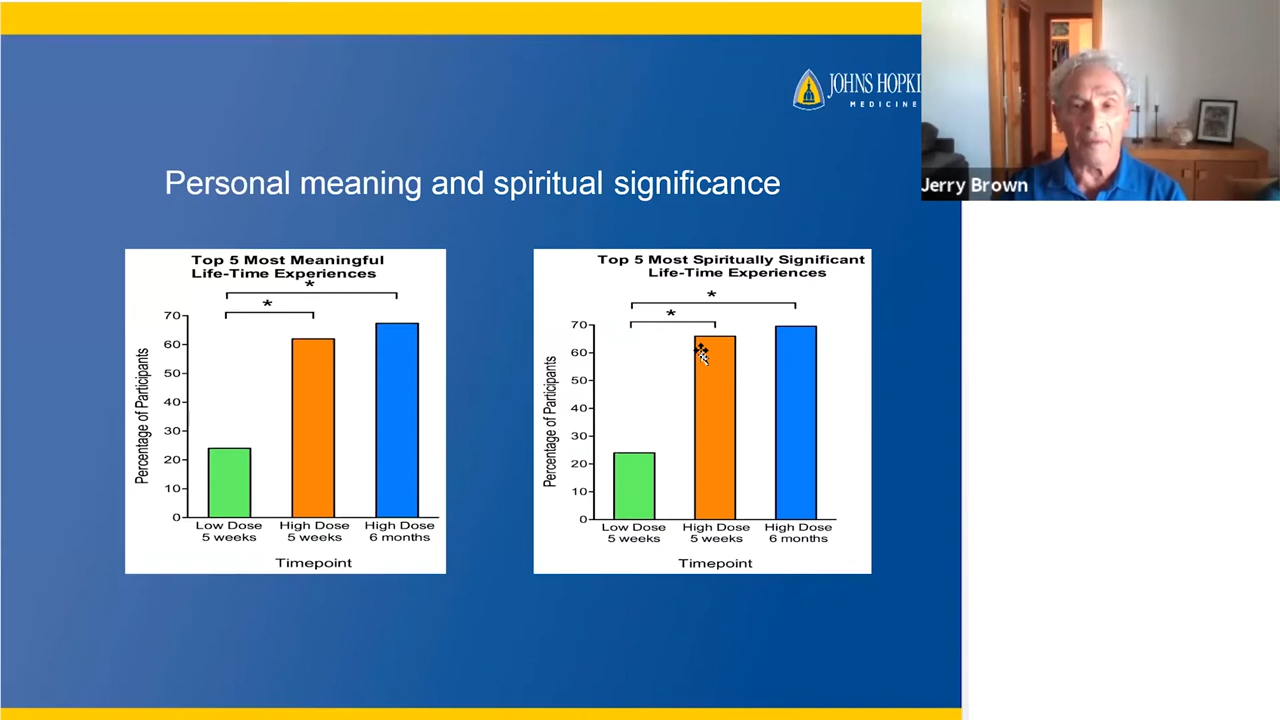 JOHNS HOPKI
MEDICINE
Jerry Brown
Personal meaning and spiritual significance
Top 5 Most Meaningful
Life-Time Experiences
*
*
70
60
50
40
30
20
10
0
Percentage of Participants
Low Dose
5 weeks
High Dose
5 weeks
High Dose
6 months
Timepoint
Top 5 Most Spiritually Significant
Life-Time Experiences
*
*
70
60
50
40
30
20
10
0
Percentage of Participants
Low Dose
5 weeks
High Dose
5 weeks
High Dose
6 months
Timepoint